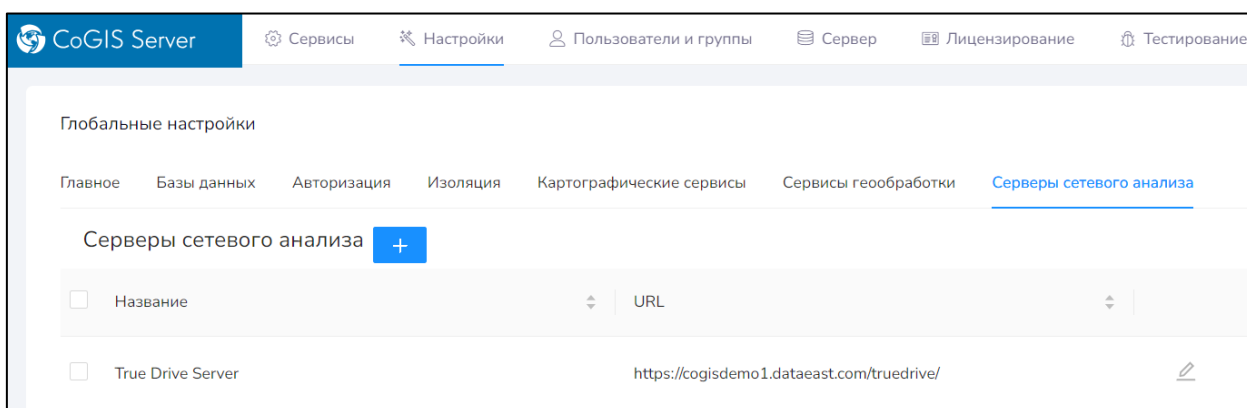 CoGIS Server Сервисы Настройки Пользователи и группы Сервер Лицензирование Тестирование
Глобальные настройки
Главное Базы данных Авторизация Изоляция Картографические сервисы Сервисы геообработки Серверы сетевого анализа
Серверы сетевого анализа +
Название URL
True Drive Server https://cogisdemo1.dataeast.com/truedrive/